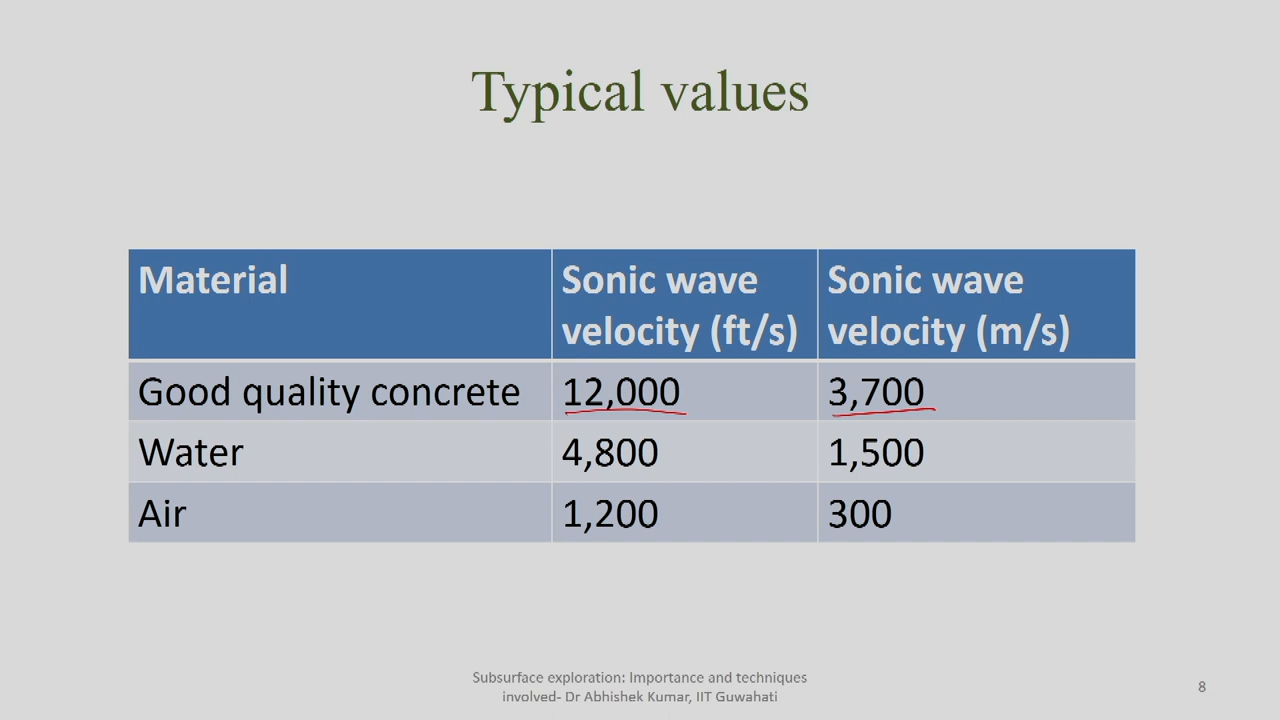 Typical values
Material
Sonic wave
velocity (ft/s)
Sonic wave
velocity (m/s)
Good quality concrete 12,000 3,700
Water 4,800 1,500
Air 1,200 300
Subsurface exploration: Importance and techniques
involved- Dr Abhishek Kumar, IIT Guwahati
8